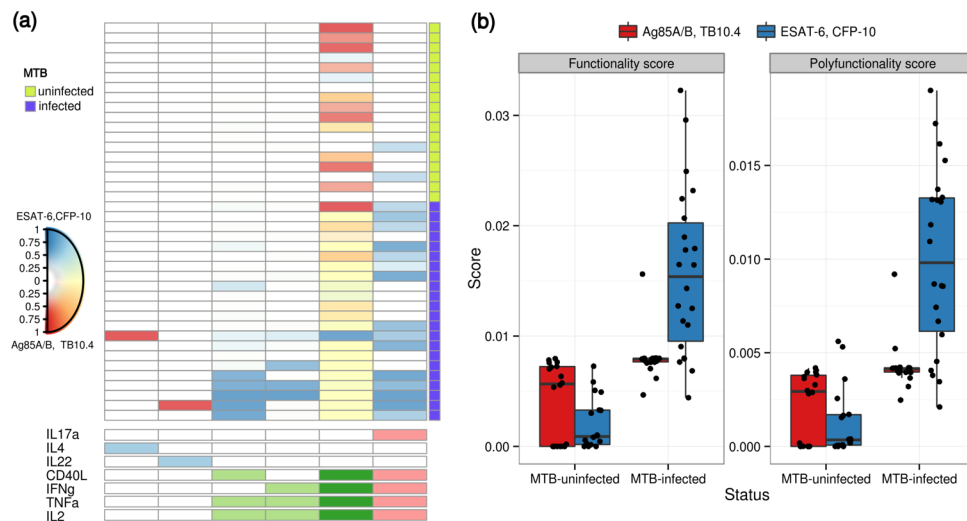 (a)
MTB
uninfected
infected
ESAT-6,CFP-10
1
0.75
0.5
0.25
0
0.25
0.5
0.75
1
Ag85A/B, TB10.4
IL17a
IL4
IL22
CD40L
IFNg
TNFa
IL2
(b)
Ag85A/B, TB10.4 ESAT-6, CFP-10
Functionality score
Score
0.03
0.02
0.01
0.00
MTB-uninfected MTB-infected
Polyfunctionality score
0.015
0.010
0.005
0.000
MTB-uninfected MTB-infected
Status